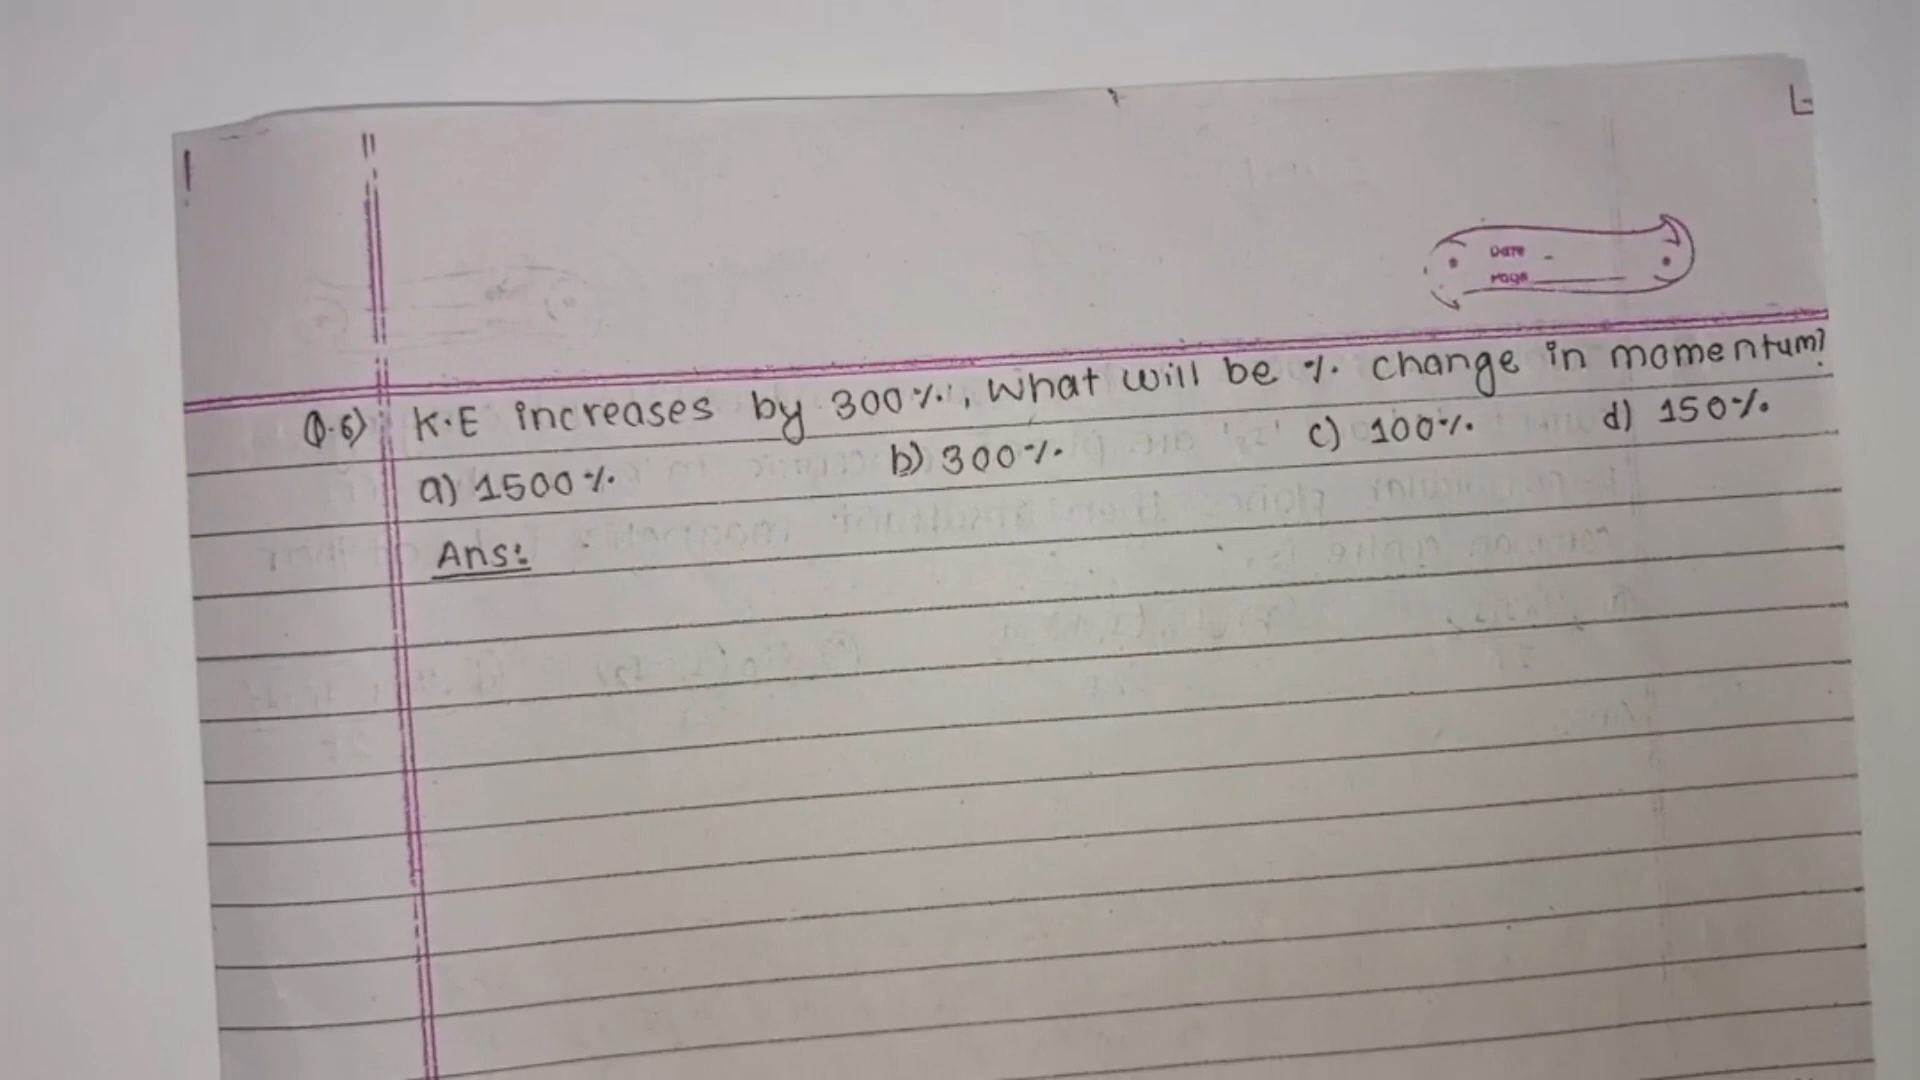 Date
Page
Q.6) K.E increases by 300%, What will be % change in momentum?
a) 1500% b) 300% c) 100% d) 150%
Ans: